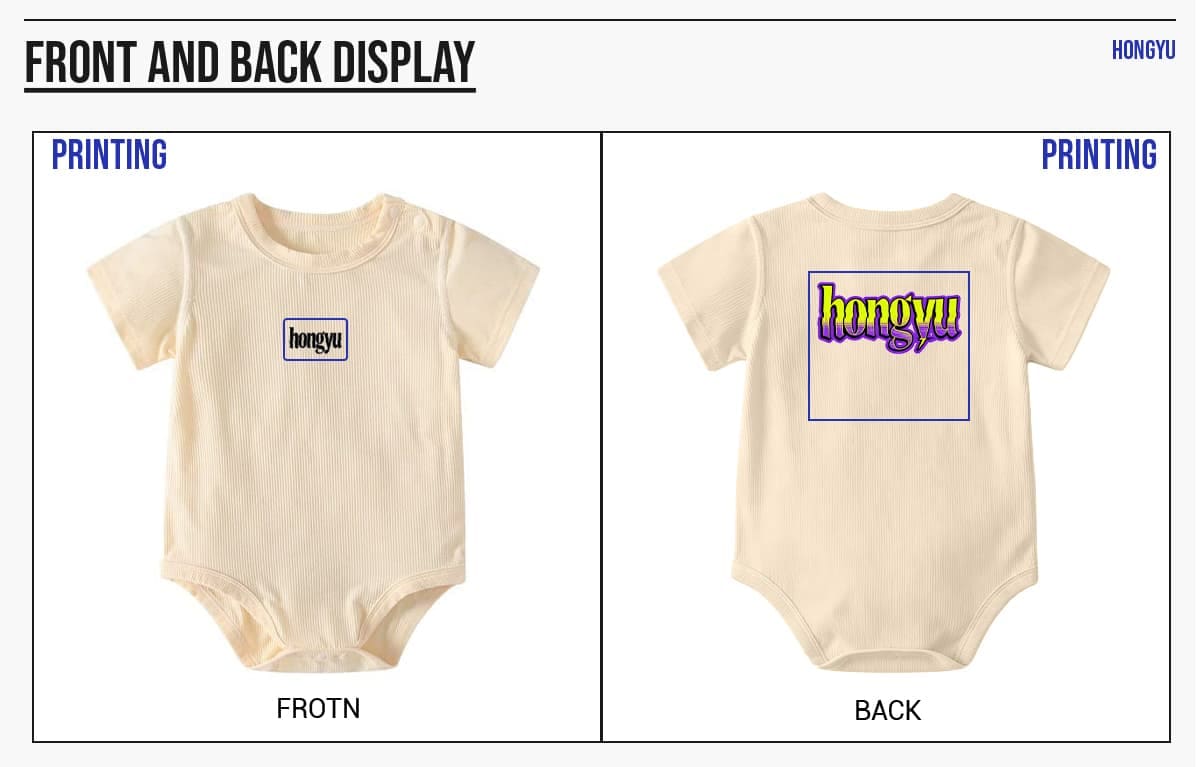 FRONT AND BACK DISPLAY
HONGYU
PRINTING
PRINTING
hongyu
hongyu
FROTN
BACK